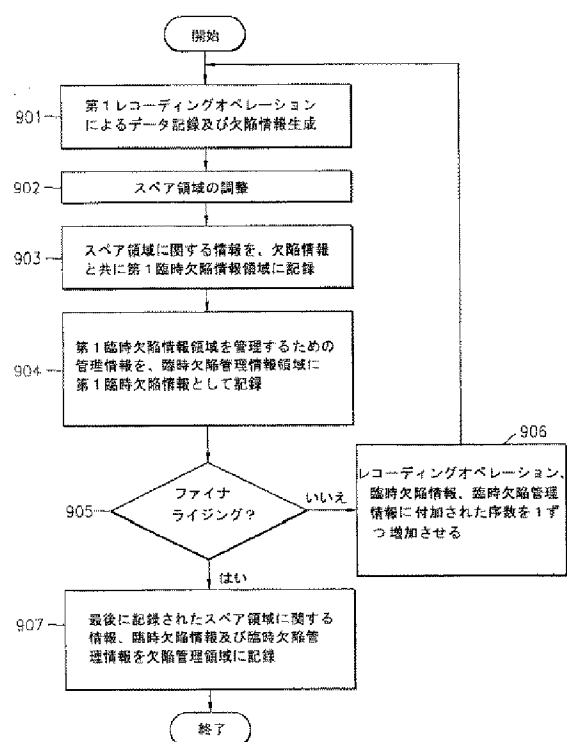 開始
901
第1レコーディングオペレーション
によるデータ記録及び欠陥情報生成
902
スペア領域の調整
903
スペア領域に関する情報を、欠陥情報
と共に第1臨時欠陥情報領域に記録
904
第1臨時欠陥情報領域を管理するための
管理情報を、臨時欠陥管理情報領域に
第1臨時欠陥情報として記録
905
ファイナ
ライジング?
いいえ
906
レコーディングオペレーション、
臨時欠陥情報、臨時欠陥管理
情報に付加された序数を1ず
つ増加させる
はい
907
最後に記録されたスペア領域に関する
情報、臨時欠陥情報及び臨時欠陥管
理情報を欠陥管理領域に記録
終了